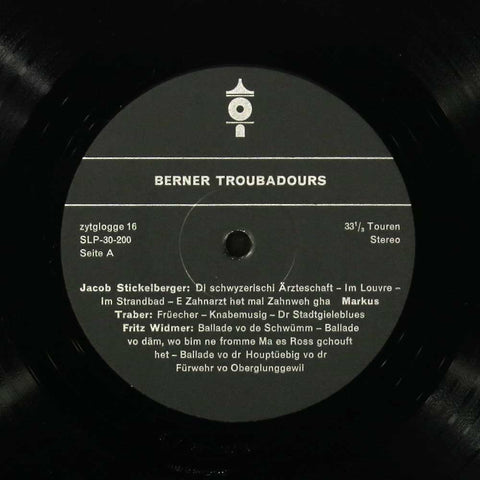 BERNER TROUBADOURS
zytglogge 16
SLP-30-200
Seite A
33¹/₃ Touren
Stereo
Jacob Stickelberger: Di schwyzerischi Ärzteschaft – Im Louvre –
Im Strandbad – E Zahnarzt het mal Zahnweh gha Markus
Traber: Früecher – Knabemusig – Dr Stadtgieleblues
Fritz Widmer: Ballade vo de Schwümm – Ballade
vo däm, wo bim ne fromme Ma es Ross gchouft
het – Ballade vo dr Houptüebig vo dr
Fürwehr vo Oberglunggewil